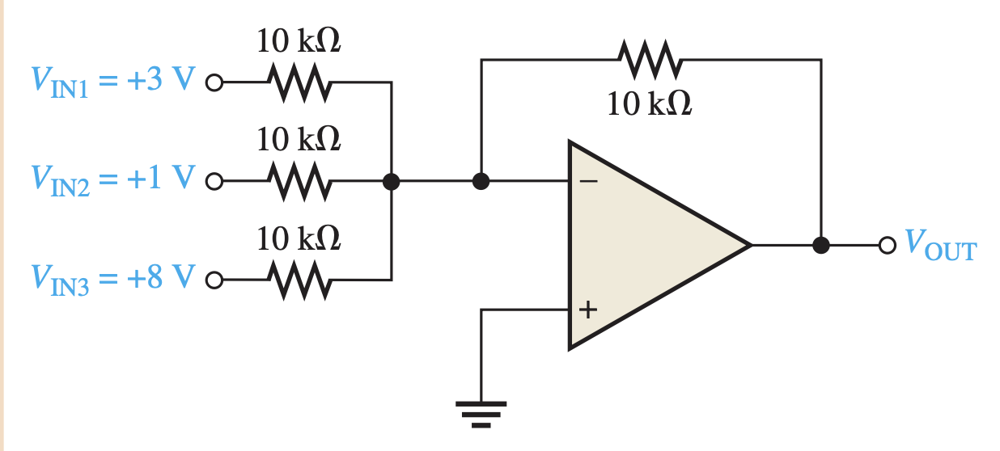 10 kΩ
V_IN1 = +3 V
10 kΩ
10 kΩ
V_IN2 = +1 V
−
10 kΩ
V_OUT
V_IN3 = +8 V
+